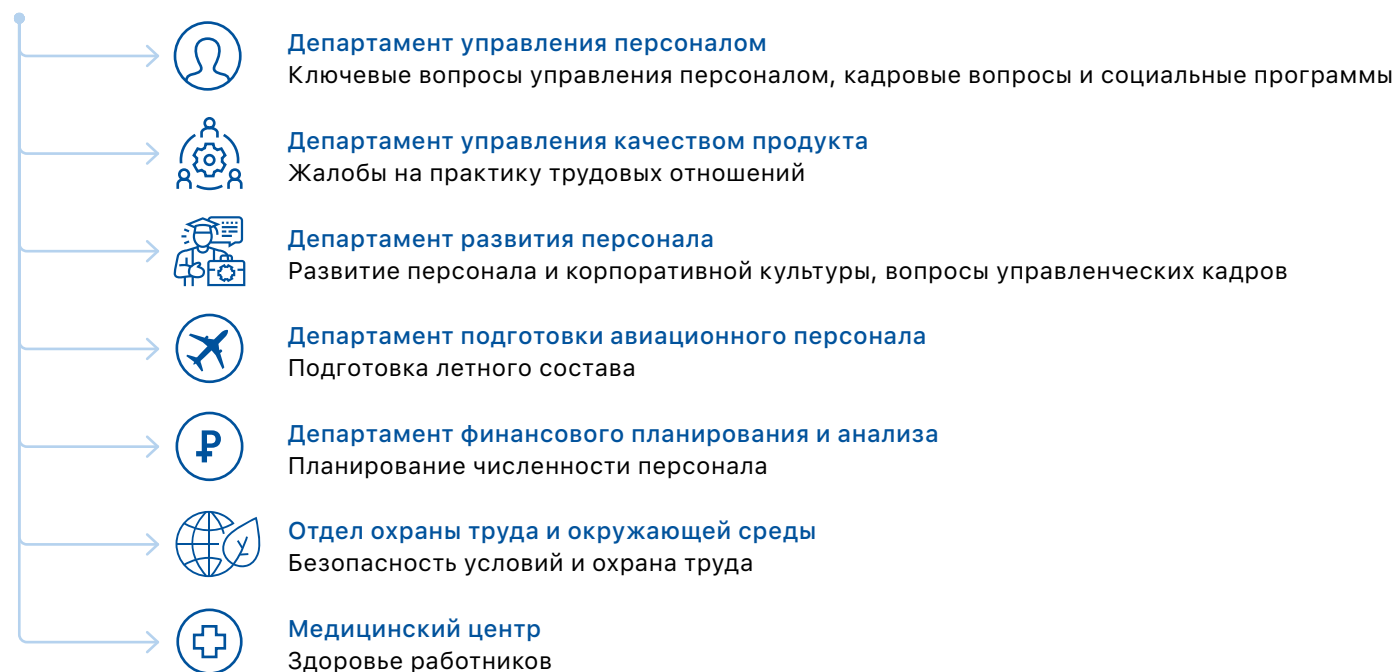 Департамент управления персоналом
Ключевые вопросы управления персоналом, кадровые вопросы и социальные программы
Департамент управления качеством продукта
Жалобы на практику трудовых отношений
Департамент развития персонала
Развитие персонала и корпоративной культуры, вопросы управленческих кадров
Департамент подготовки авиационного персонала
Подготовка летного состава
Департамент финансового планирования и анализа
Планирование численности персонала
Отдел охраны труда и окружающей среды
Безопасность условий и охрана труда
Медицинский центр
Здоровье работников